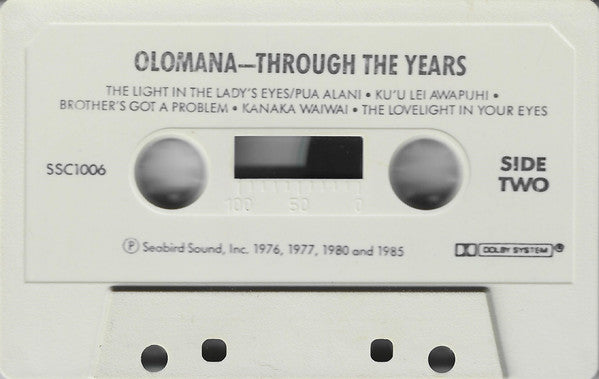 OLOMANA—THROUGH THE YEARS
THE LIGHT IN THE LADY'S EYES/PUA ALANI • KU'U LEI AWAPUHI •
BROTHER'S GOT A PROBLEM • KANAKA WAIWAI • THE LOVELIGHT IN YOUR EYES
SSC1006
SIDE
TWO
100 50 0
Ⓟ Seabird Sound, Inc. 1976, 1977, 1980 and 1985
DOLBY SYSTEM ®